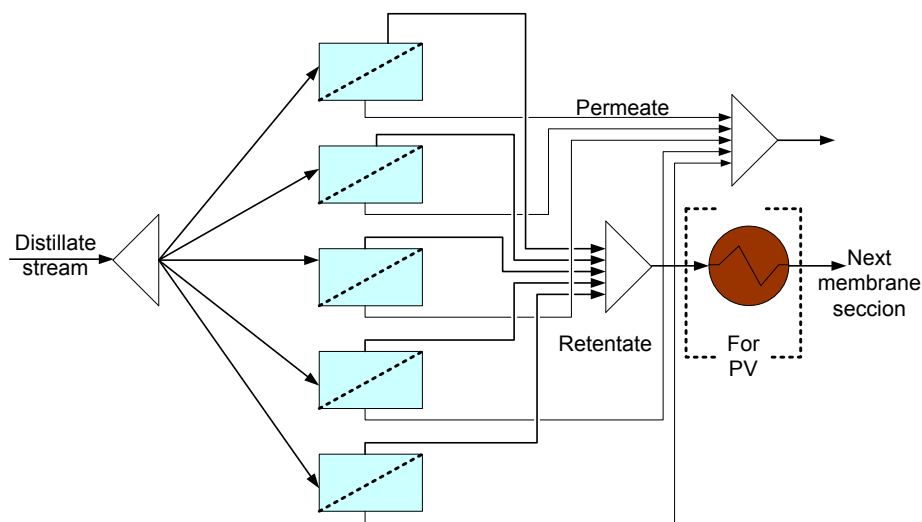 Distillate
stream
Permeate
Retentate
For
PV
Next
membrane
seccion